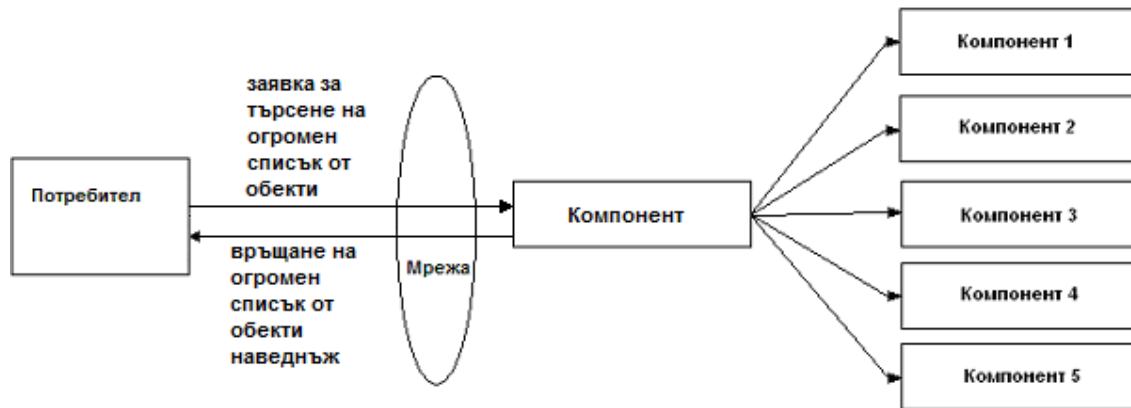 заявка за
търсене на
огромен
списък от
обекти
Потребител
връщане на
огромен
списък от
обекти
наведнъж
Мрежа
Компонент
Компонент 1
Компонент 2
Компонент 3
Компонент 4
Компонент 5